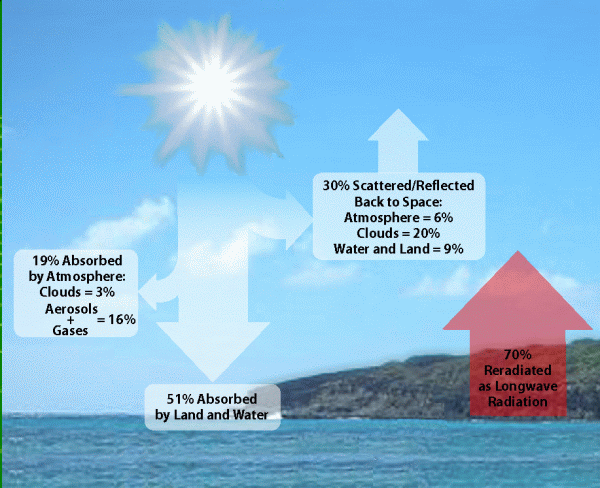 30% Scattered/Reflected
Back to Space:
Atmosphere = 6%
Clouds = 20%
Water and Land = 9%
19% Absorbed
by Atmosphere:
Clouds = 3%
Aerosols
+
Gases
= 16%
70%
Reradiated
as Longwave
Radiation
51% Absorbed
by Land and Water